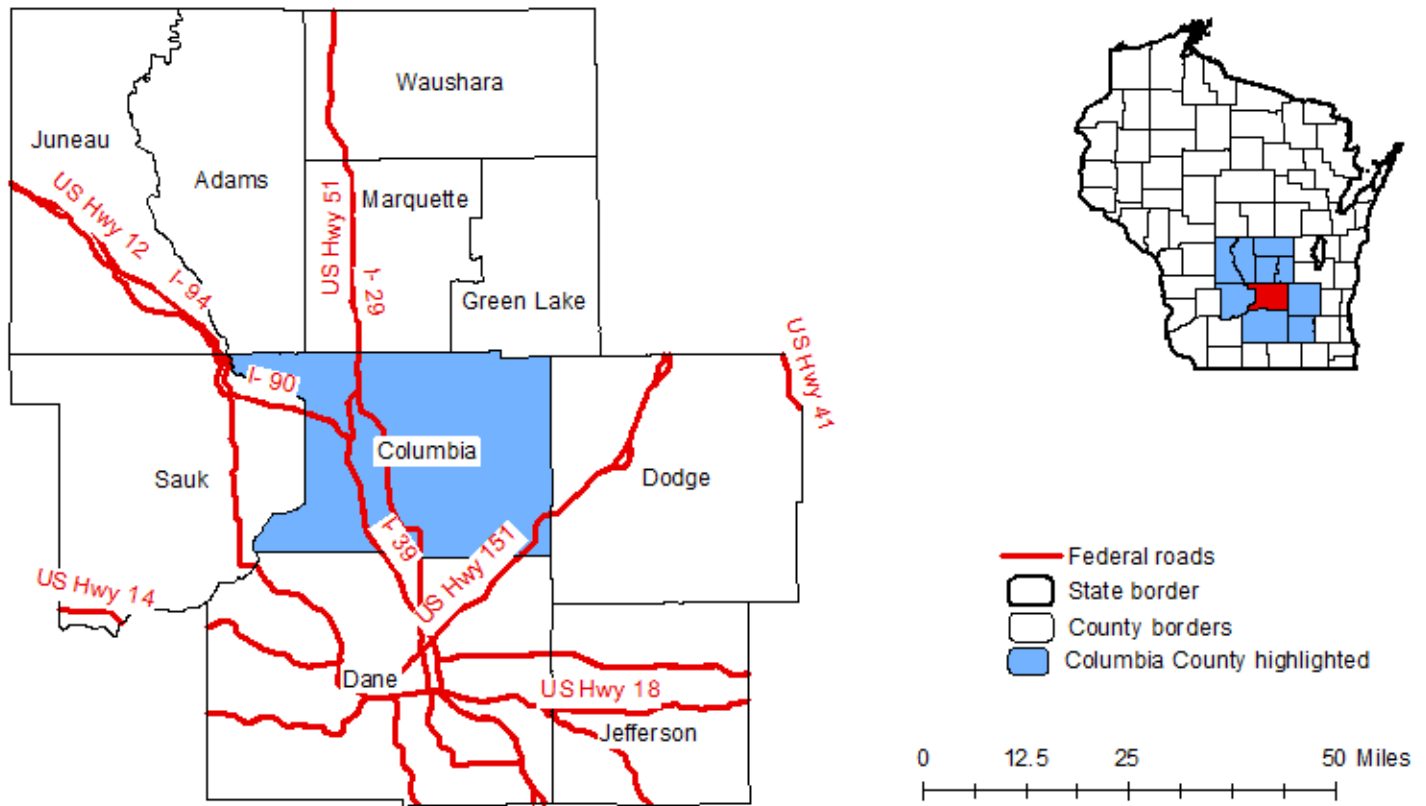 Waushara
Juneau
Adams
Marquette
US Hwy 51
US Hwy 12
I- 94
I- 29
Green Lake
US Hwy 41
I- 90
Columbia
Sauk
Dodge
I- 39
US Hwy 151
US Hwy 14
Dane
US Hwy 18
Jefferson
Federal roads
State border
County borders
Columbia County highlighted
0 12.5 25 50 Miles